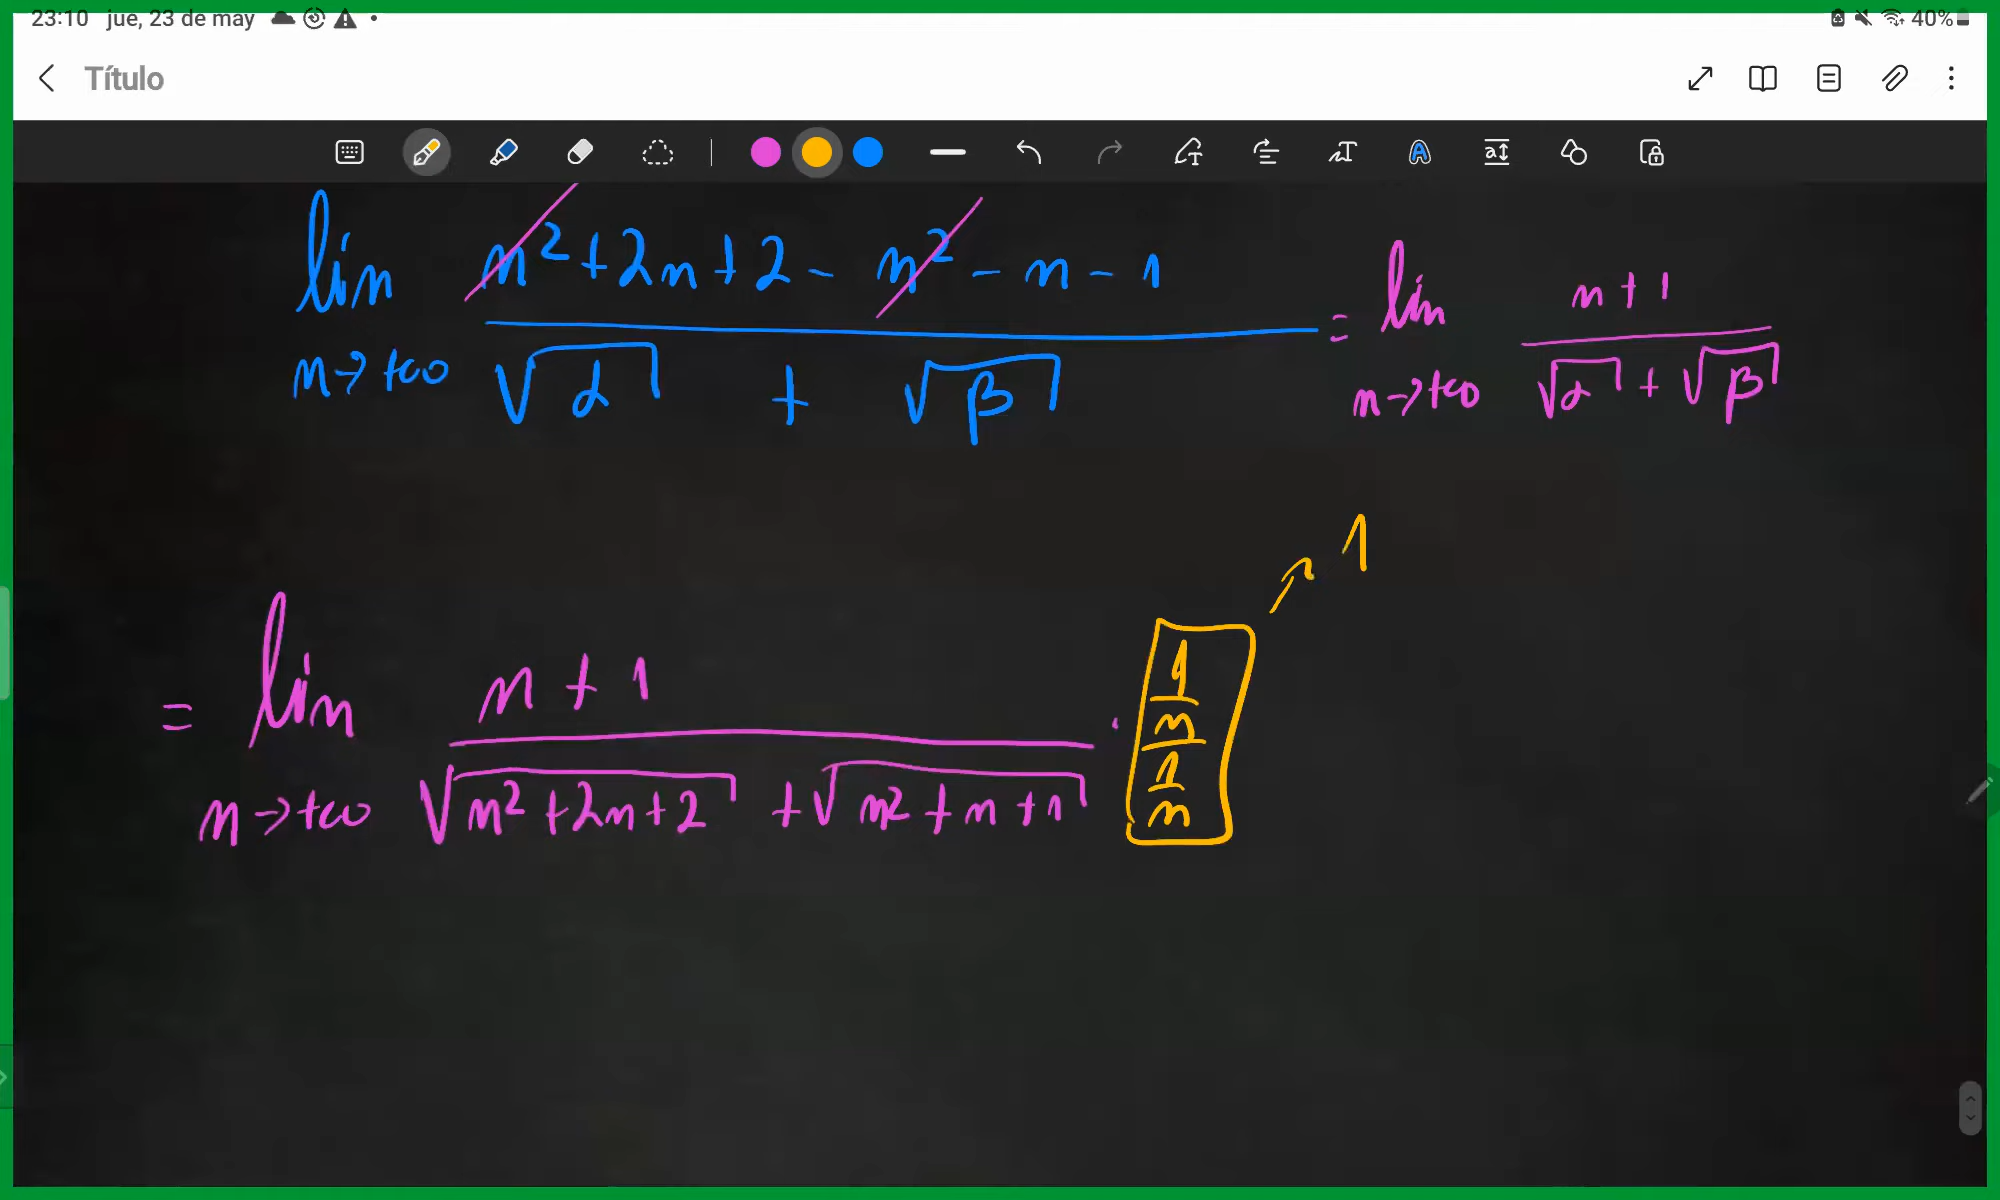 23:10 jue, 23 de may 40%
Título
lim n²+2n+2 - n² - n - 1 = lim n+1
n→+∞ √α + √β n→+∞ √α + √β
1
= lim n+1 · 1/n
n→+∞ √n²+2n+2 + √n²+n+1 1/n